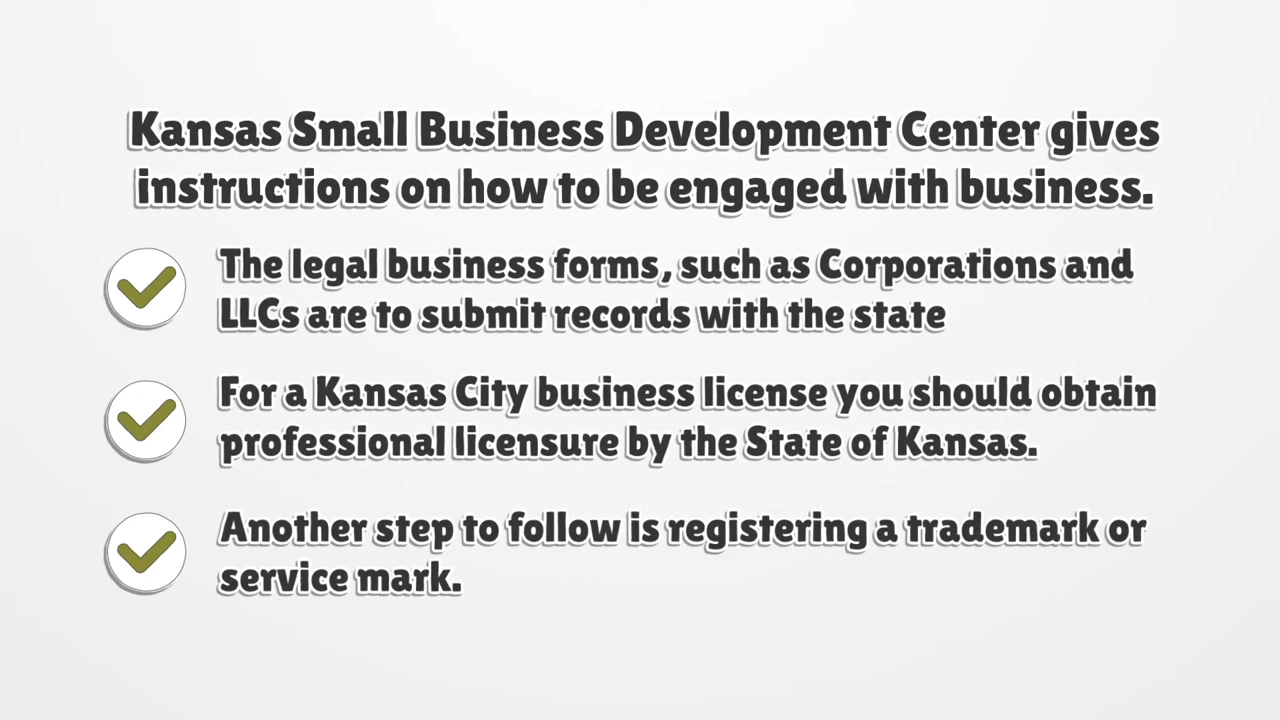 Kansas Small Business Development Center gives
instructions on how to be engaged with business.
The legal business forms, such as Corporations and
LLCs are to submit records with the state
For a Kansas City business license you should obtain
professional licensure by the State of Kansas.
Another step to follow is registering a trademark or
service mark.